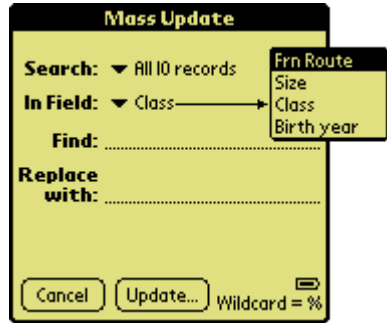 Mass Update
Search: All 10 records
In Field: Class
Frn Route
Size
Class
Birth year
Find:
Replace
with:
Cancel Update... Wildcard = %